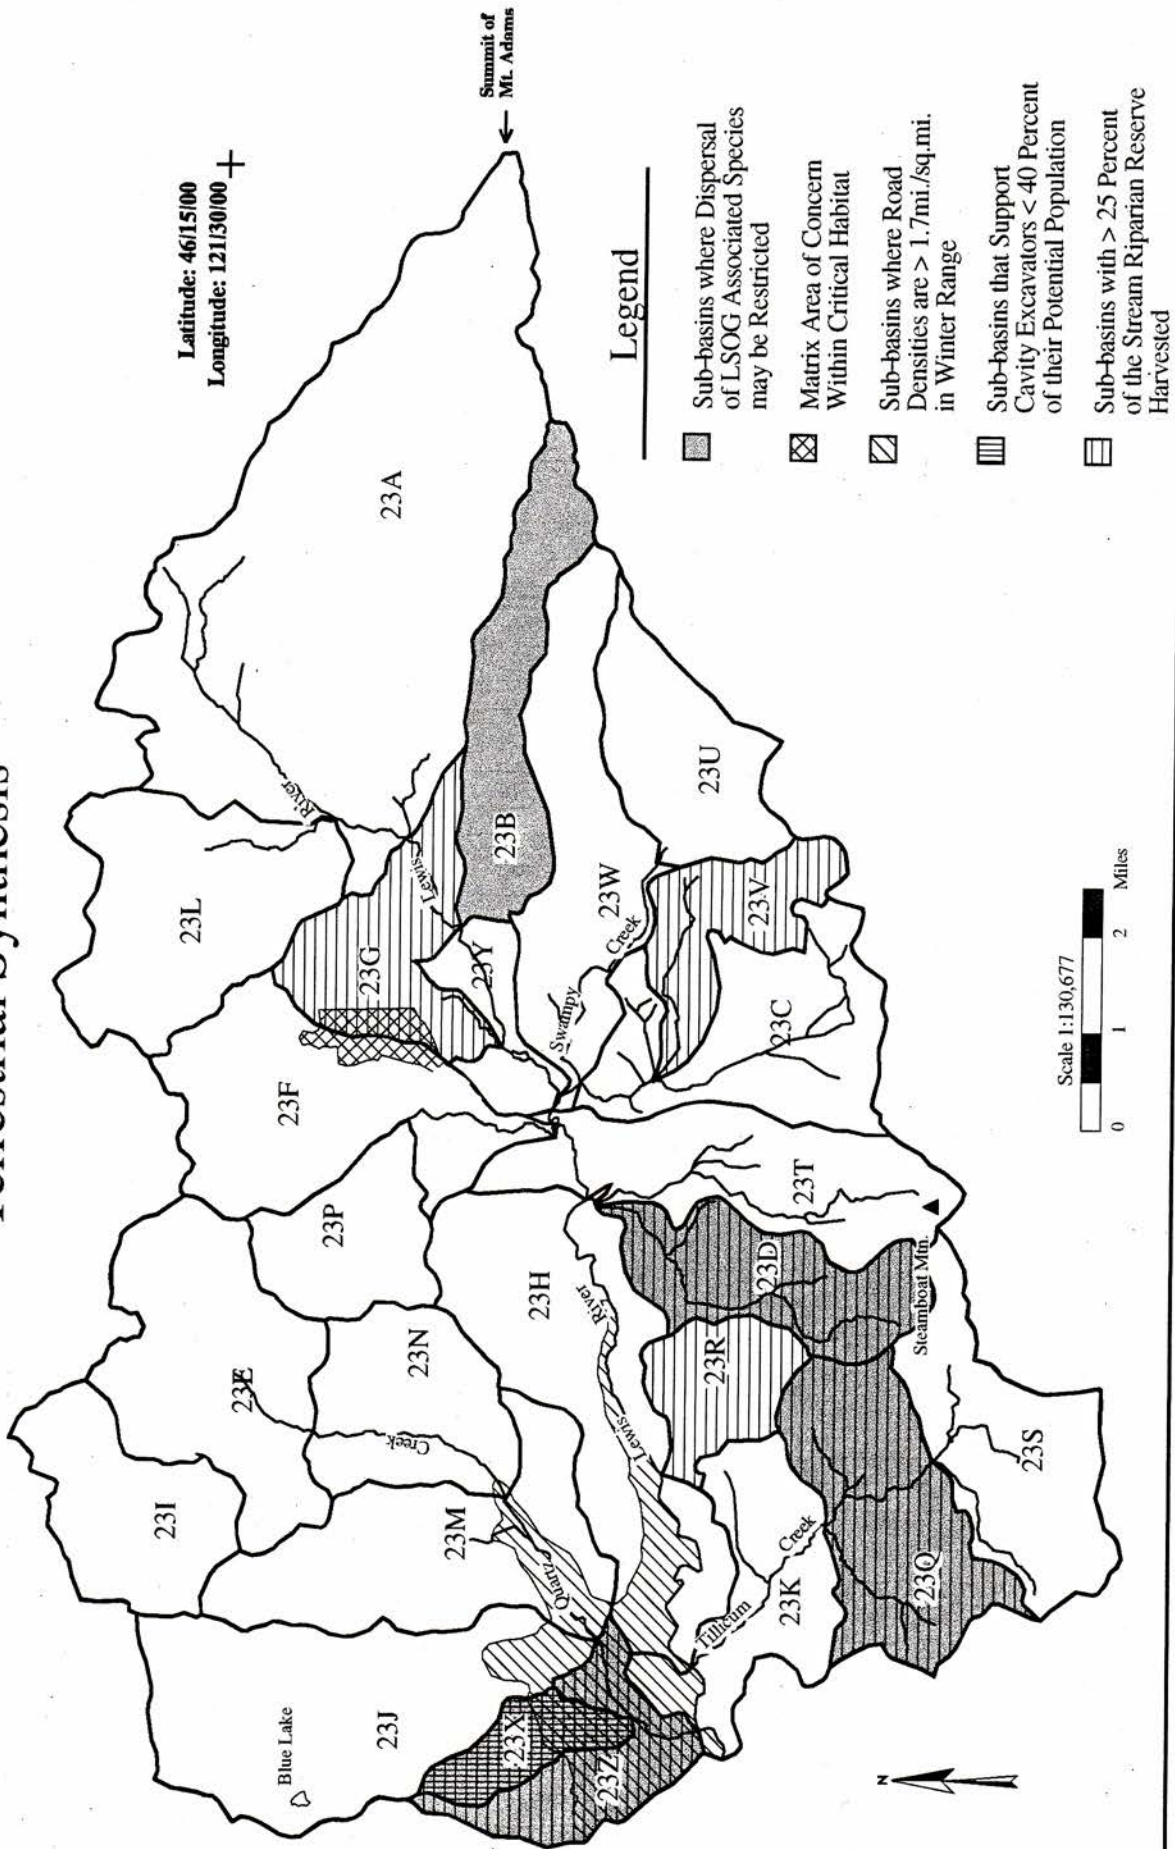 Terrestrial Synthesis
Latitude: 46/15/00
Longitude: 121/30/00
Summit of
Mt. Adams
23A
23L
River
23G
Lewis
23B
23Y
23F
23W
Creek
Swampy
23U
23V
23C
23P
23E
23I
23N
Creek
23H
River
Lewis
23M
Quartz
23J
Blue Lake
23X
23Z
23T
23D
23R
Steamboat Mtn.
23S
23Q
23K
Creek
Tillicum
N
Legend
Sub-basins where Dispersal
of LSOG Associated Species
may be Restricted
Matrix Area of Concern
Within Critical Habitat
Sub-basins where Road
Densities are > 1.7mi./sq.mi.
in Winter Range
Sub-basins that Support
Cavity Excavators < 40 Percent
of their Potential Population
Sub-basins with > 25 Percent
of the Stream Riparian Reserve
Harvested
Scale 1:130,677
0 1 2 Miles